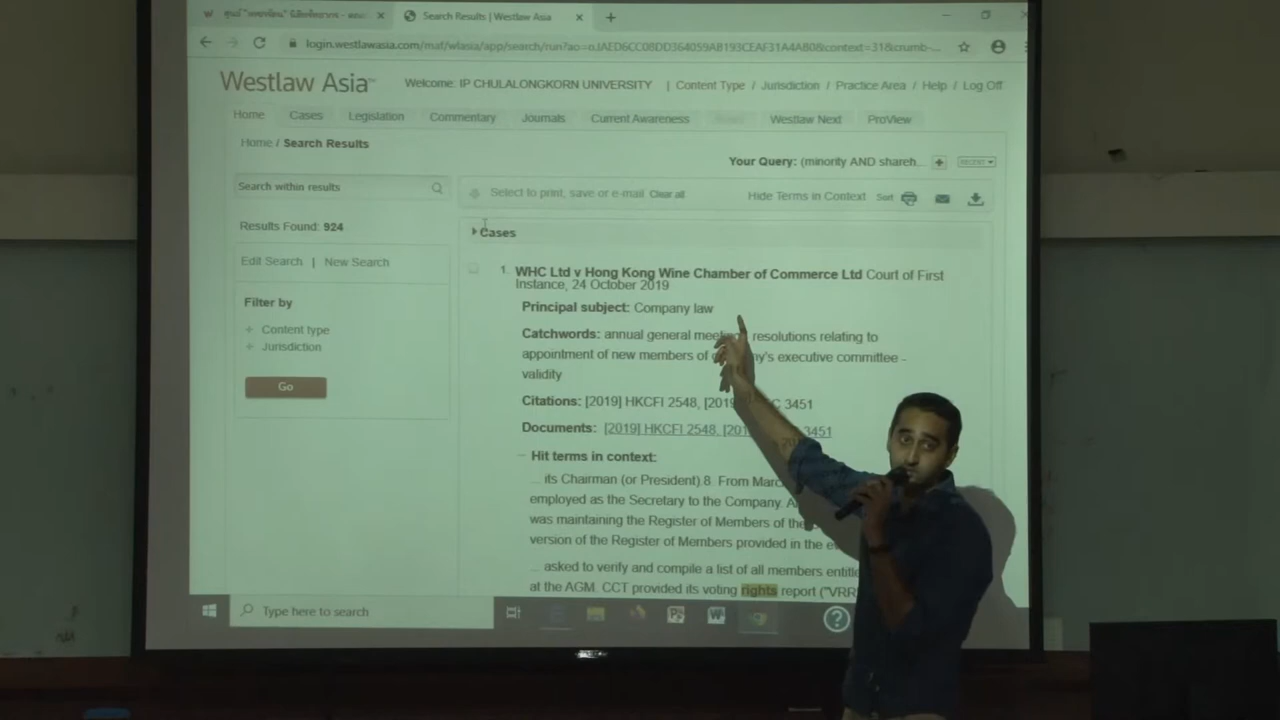 Search Results | Westlaw Asia
login.westlawasia.com/maf/wlasia/app/search/run?
Westlaw Asia
Welcome: IP CHULALONGKORN UNIVERSITY | Content Type / Jurisdiction / Practice Area / Help / Log Off
Home Cases Legislation Commentary Journals Current Awareness Westlaw Next ProView
Home / Search Results
Your Query: (minority AND shareh...
RECENT
Search within results
Select to print, save or e-mail Clear all
Hide Terms in Context Sort
Results Found: 924
Cases
Edit Search | New Search
1. WHC Ltd v Hong Kong Wine Chamber of Commerce Ltd Court of First
Instance, 24 October 2019
Filter by
Principal subject: Company law
+ Content type
Catchwords: annual general resolutions relating to
+ Jurisdiction
appointment of new members of executive committee -
validity
Go
Citations: [2019] HKCFI 2548, 3451
Documents: [2019] HKCFI 2548, 3451
Hit terms in context:
... its Chairman (or President).8. From
employed as the Secretary to the Company.
was maintaining the Register of Members of the
version of the Register of Members provided in the
... asked to verify and compile a list of all members
at the AGM. CCT provided its voting rights report
Type here to search